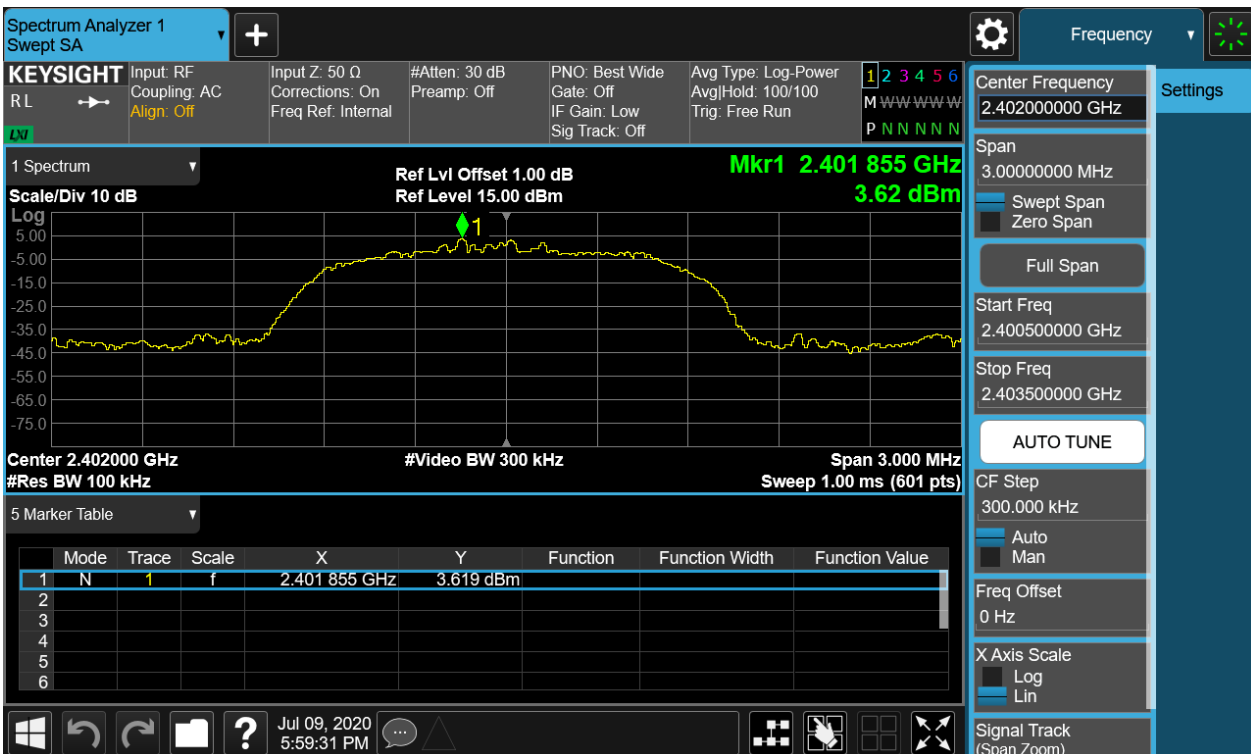 Spectrum Analyzer 1
Swept SA
+
Frequency
KEYSIGHT
RL
LXI
Input: RF
Coupling: AC
Align: Off
Input Z: 50 Ω
Corrections: On
Freq Ref: Internal
#Atten: 30 dB
Preamp: Off
PNO: Best Wide
Gate: Off
IF Gain: Low
Sig Track: Off
Avg Type: Log-Power
Avg|Hold: 100/100
Trig: Free Run
1 2 3 4 5 6
M W W W W W
P N N N N N
1 Spectrum
Scale/Div 10 dB
Ref Lvl Offset 1.00 dB
Ref Level 15.00 dBm
Mkr1 2.401 855 GHz
3.62 dBm
Log
1
5.00
-5.00
-15.0
-25.0
-35.0
-45.0
-55.0
-65.0
-75.0
Center 2.402000 GHz
#Video BW 300 kHz
Span 3.000 MHz
#Res BW 100 kHz
Sweep 1.00 ms (601 pts)
5 Marker Table
Mode Trace Scale X Y Function Function Width Function Value
1 N 1 f 2.401 855 GHz 3.619 dBm
2
3
4
5
6
?
Jul 09, 2020
5:59:31 PM
Center Frequency
2.402000000 GHz
Settings
Span
3.00000000 MHz
Swept Span
Zero Span
Full Span
Start Freq
2.400500000 GHz
Stop Freq
2.403500000 GHz
AUTO TUNE
CF Step
300.000 kHz
Auto
Man
Freq Offset
0 Hz
X Axis Scale
Log
Lin
Signal Track
(Span Zoom)